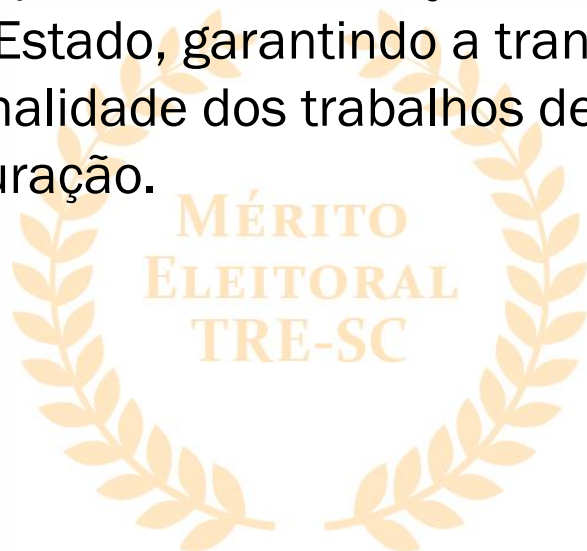 Estado, garantindo a tran
nalidade dos trabalhos de
uração.
MÉRITO
ELEITORAL
TRE-SC